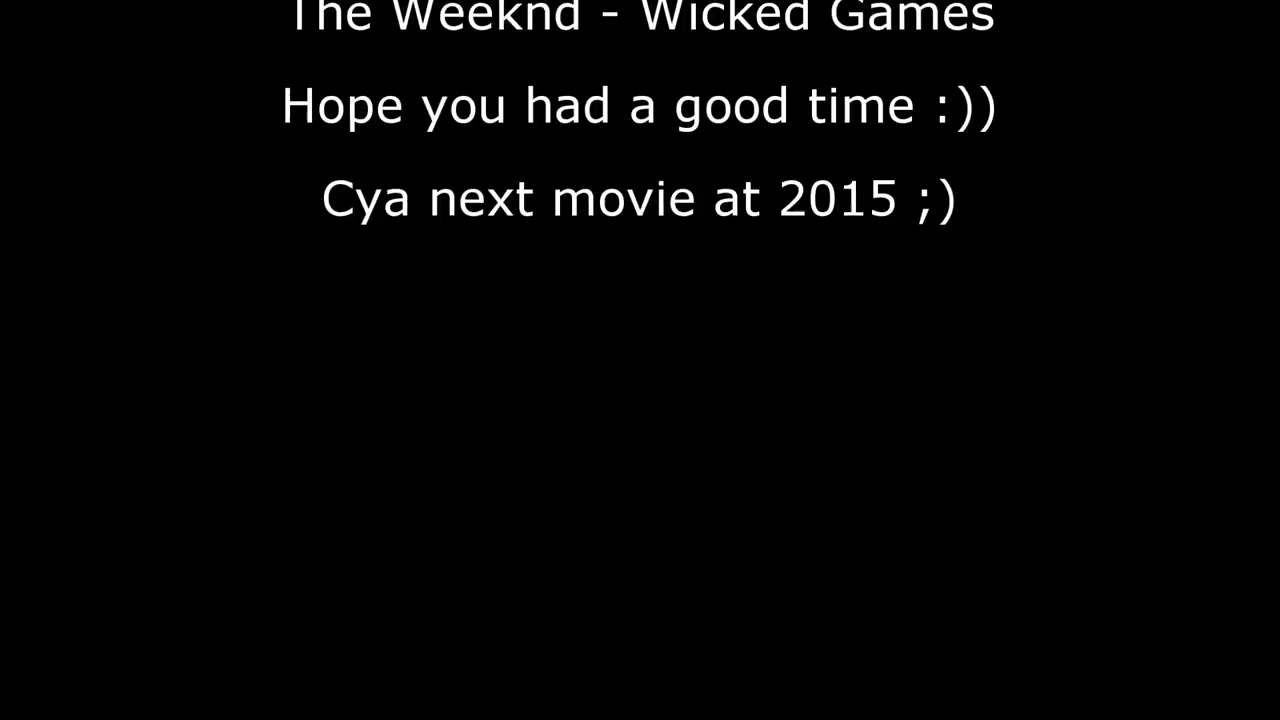 The Weeknd - Wicked Games
Hope you had a good time :))
Cya next movie at 2015 ;)